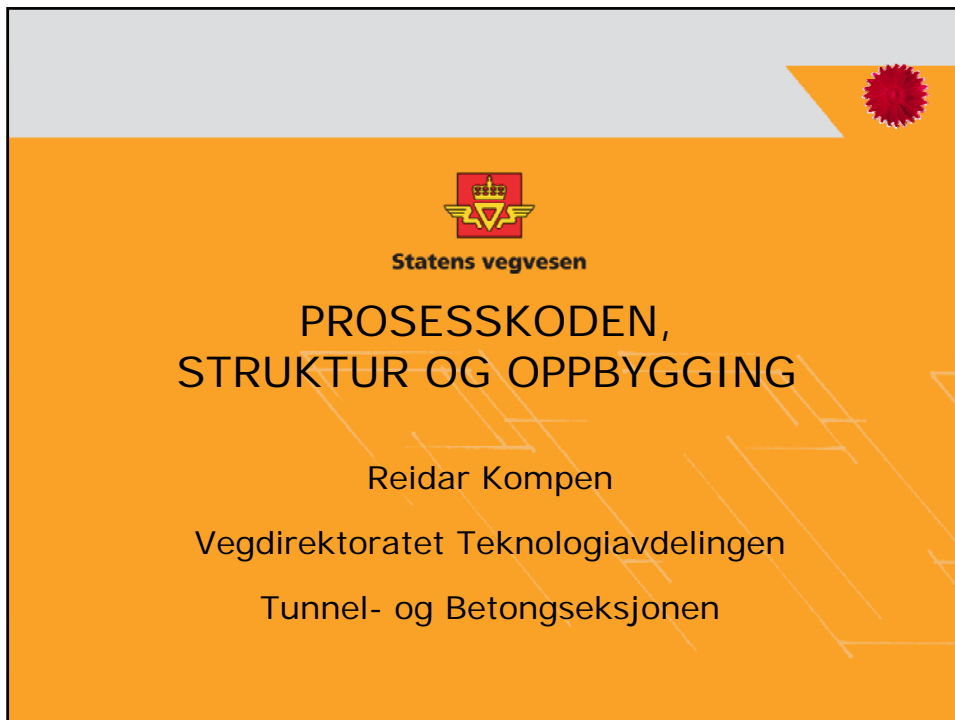 Statens vegvesen
PROSESSKODEN,
STRUKTUR OG OPPBYGGING
Reidar Kompen
Vegdirektoratet Teknologiavdelingen
Tunnel- og Betongseksjonen